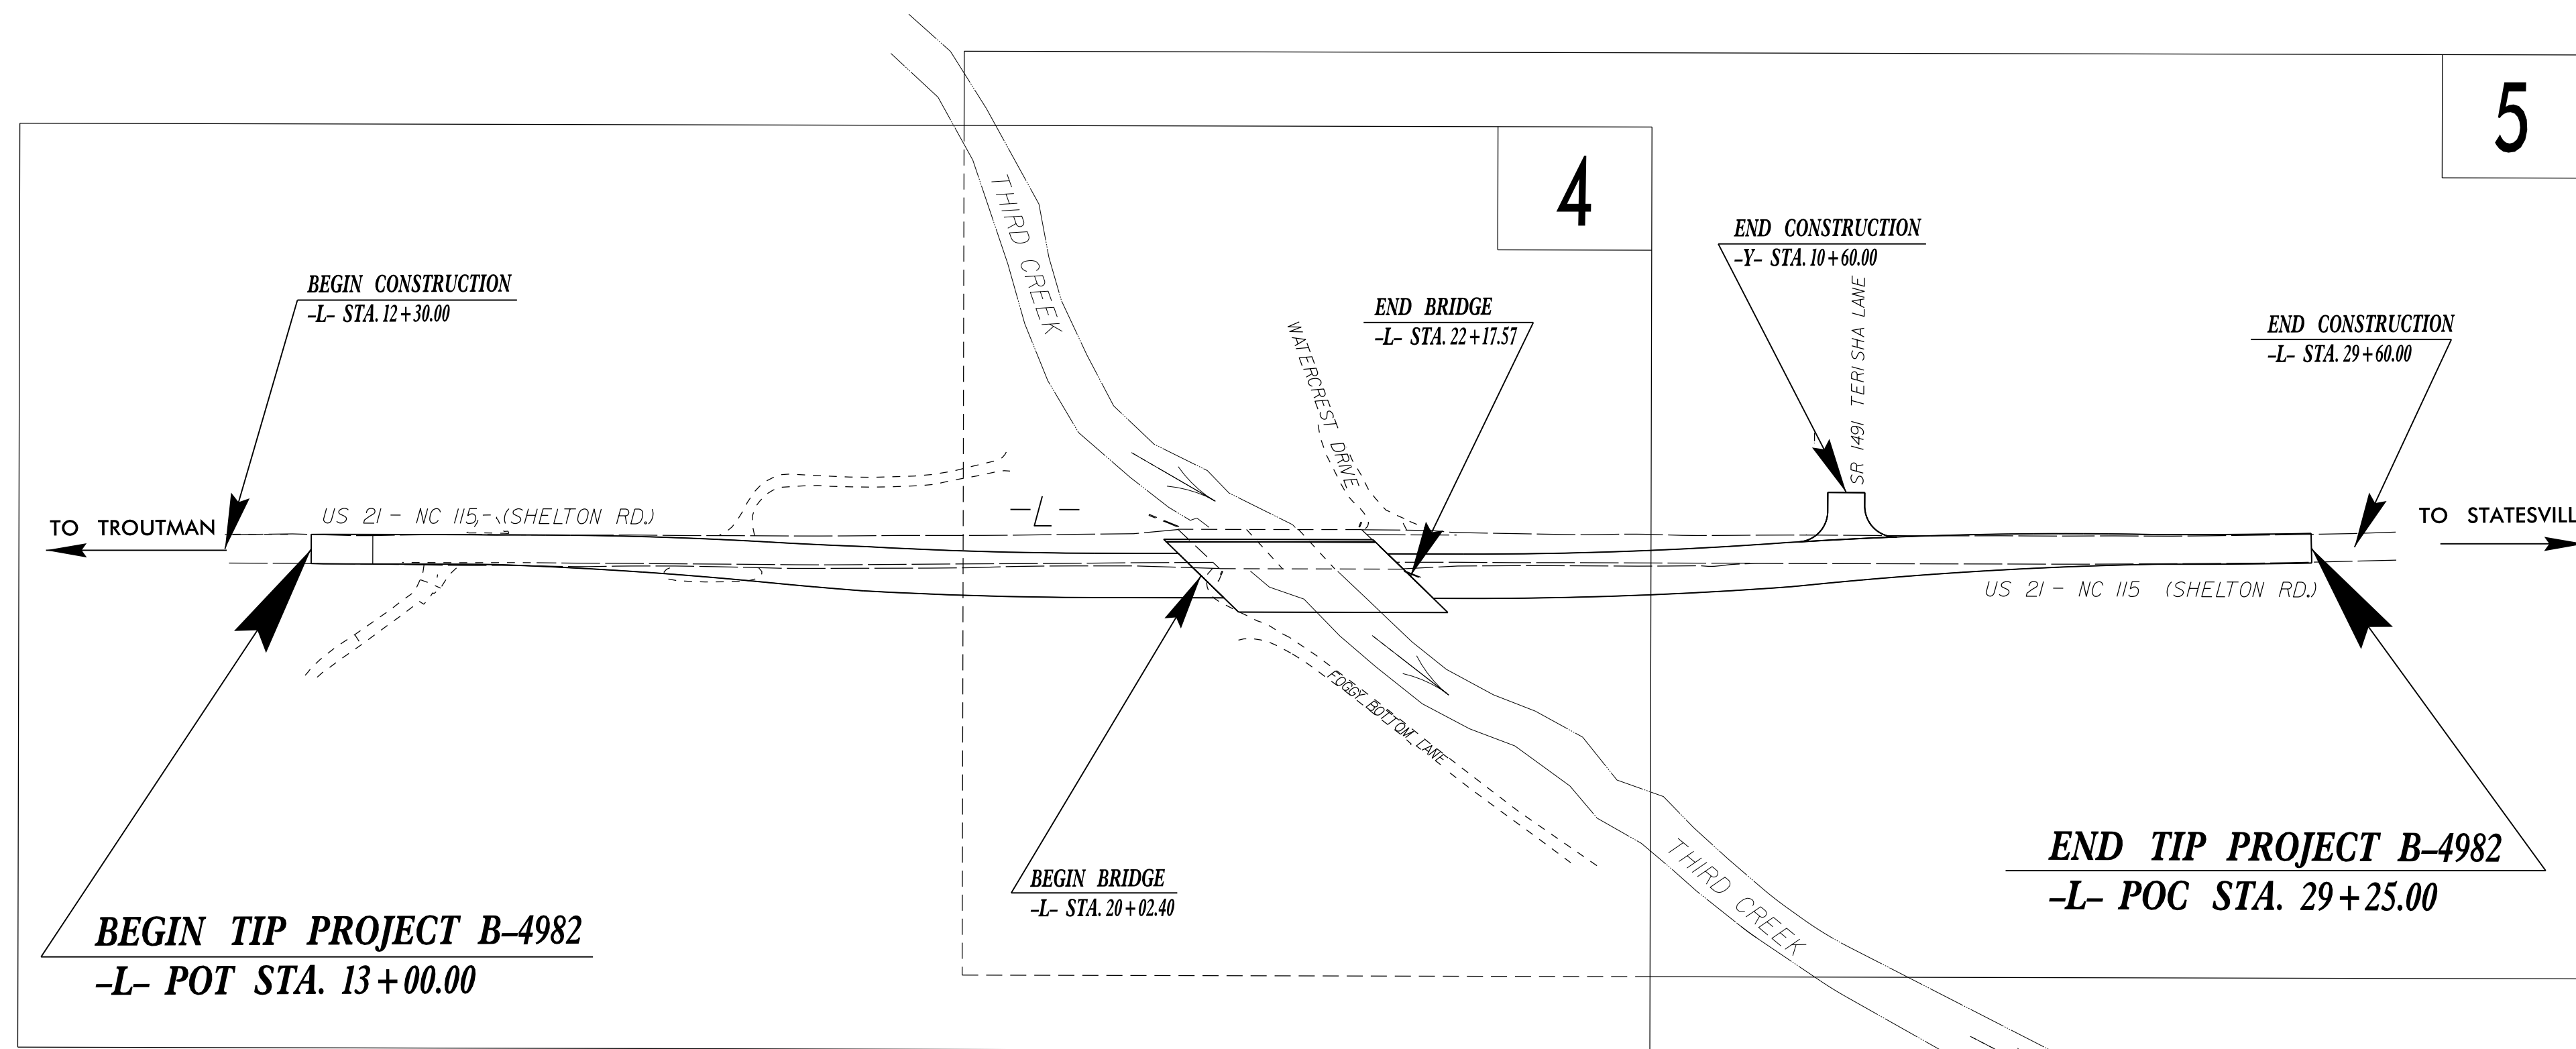 5
4
THIRD CREEK
END CONSTRUCTION
–Y– STA. 10+60.00
SR 1491 TERISHA LANE
BEGIN CONSTRUCTION
–L– STA. 12+30.00
END BRIDGE
–L– STA. 22+17.57
WATERCREST DRIVE
END CONSTRUCTION
–L– STA. 29+60.00
–L–
US 21 – NC 115 (SHELTON RD.)
TO TROUTMAN
TO STATESVILL
US 21 – NC 115 (SHELTON RD.)
FOGGY BOTTOM LANE
BEGIN BRIDGE
–L– STA. 20+02.40
THIRD CREEK
END TIP PROJECT B–4982
–L– POC STA. 29+25.00
BEGIN TIP PROJECT B–4982
–L– POT STA. 13+00.00